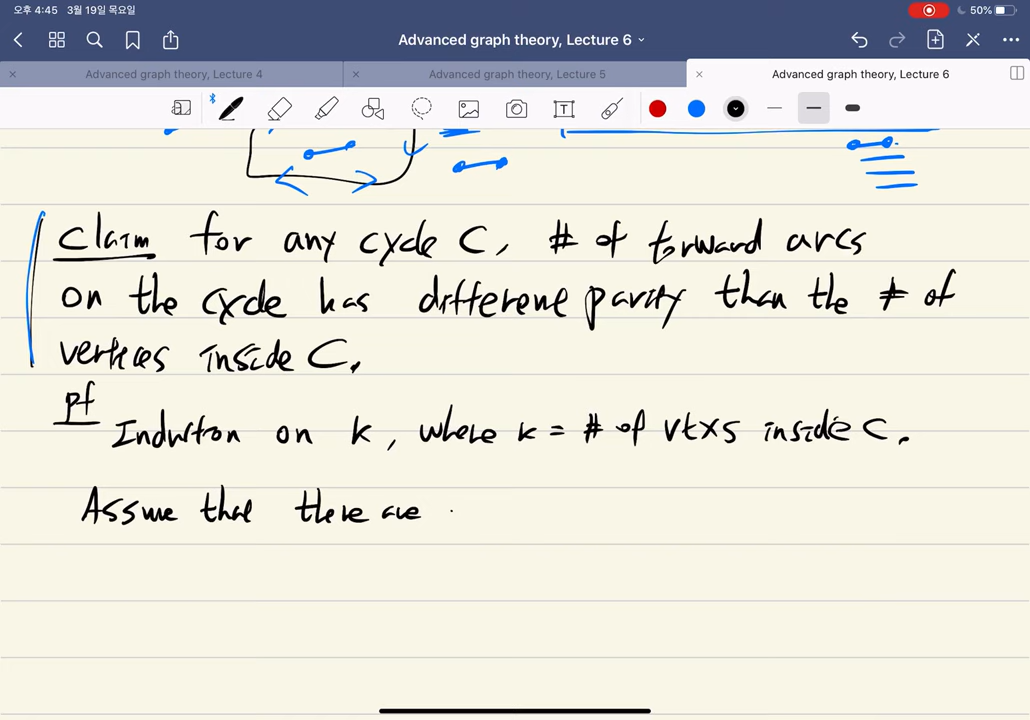 오후 4:45 3월 19일 목요일
50%
Advanced graph theory, Lecture 6
Advanced graph theory, Lecture 4
Advanced graph theory, Lecture 5
Advanced graph theory, Lecture 6
Claim for any cycle C, # of forward arcs
on the cycle has different parity than the # of
vertices inside C.
pf
Induction on k, where k = # of vtxs inside C.
Assume that there are